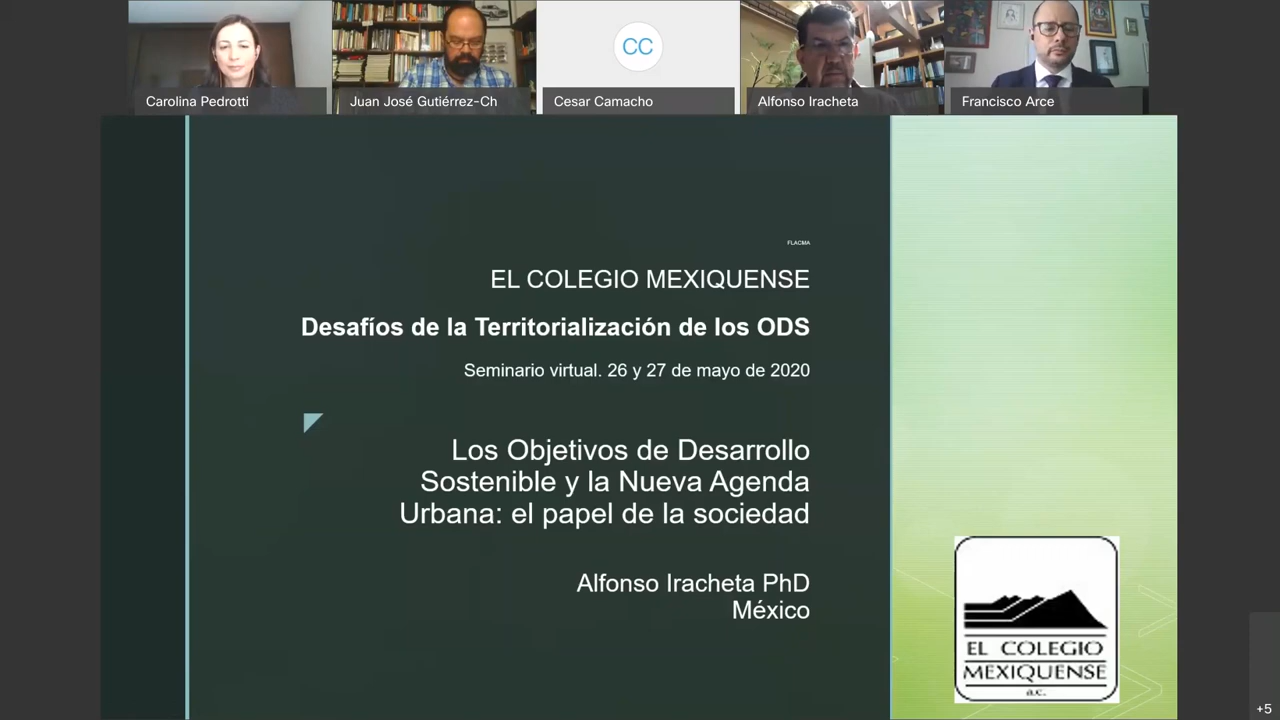 Carolina Pedrotti
Juan José Gutiérrez-Ch
CC
Cesar Camacho
Alfonso Iracheta
Francisco Arce
FLACMA
EL COLEGIO MEXIQUENSE
Desafíos de la Territorialización de los ODS
Seminario virtual. 26 y 27 de mayo de 2020
Los Objetivos de Desarrollo
Sostenible y la Nueva Agenda
Urbana: el papel de la sociedad
Alfonso Iracheta PhD
México
EL COLEGIO
MEXIQUENSE
a.c.
+5